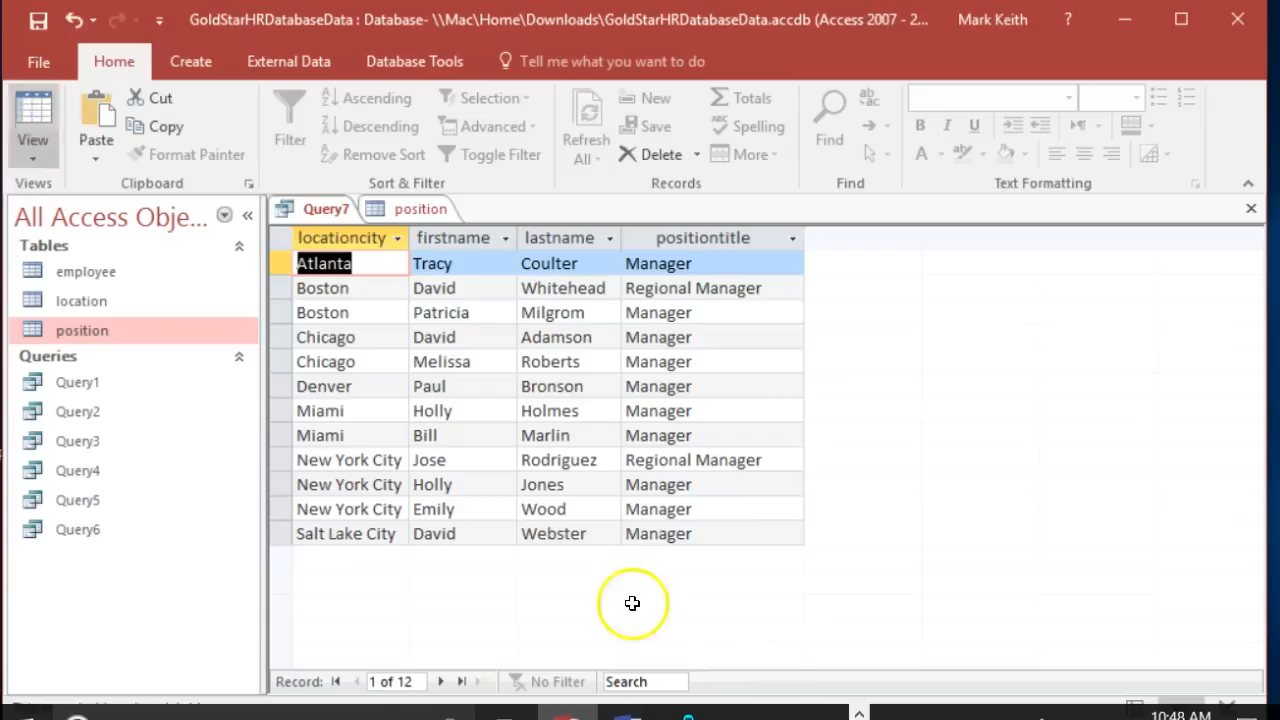 GoldStarHRDatabaseData : Database- \\Mac\Home\Downloads\GoldStarHRDatabaseData.accdb (Access 2007 - 2... Mark Keith ?
File Home Create External Data Database Tools Tell me what you want to do
View
Views
Paste
Cut
Copy
Format Painter
Clipboard
Filter
Ascending
Descending
Remove Sort
Selection
Advanced
Toggle Filter
Sort & Filter
Refresh
All
New
Save
Delete
Totals
Spelling
More
Records
Find
Find
B I U
A
Text Formatting
All Access Obje...
Tables
employee
location
position
Queries
Query1
Query2
Query3
Query4
Query5
Query6
Query7 position
locationcity firstname lastname positiontitle
Atlanta Tracy Coulter Manager
Boston David Whitehead Regional Manager
Boston Patricia Milgrom Manager
Chicago David Adamson Manager
Chicago Melissa Roberts Manager
Denver Paul Bronson Manager
Miami Holly Holmes Manager
Miami Bill Marlin Manager
New York City Jose Rodriguez Regional Manager
New York City Holly Jones Manager
New York City Emily Wood Manager
Salt Lake City David Webster Manager
Record: 1 of 12 No Filter Search
10:48 AM